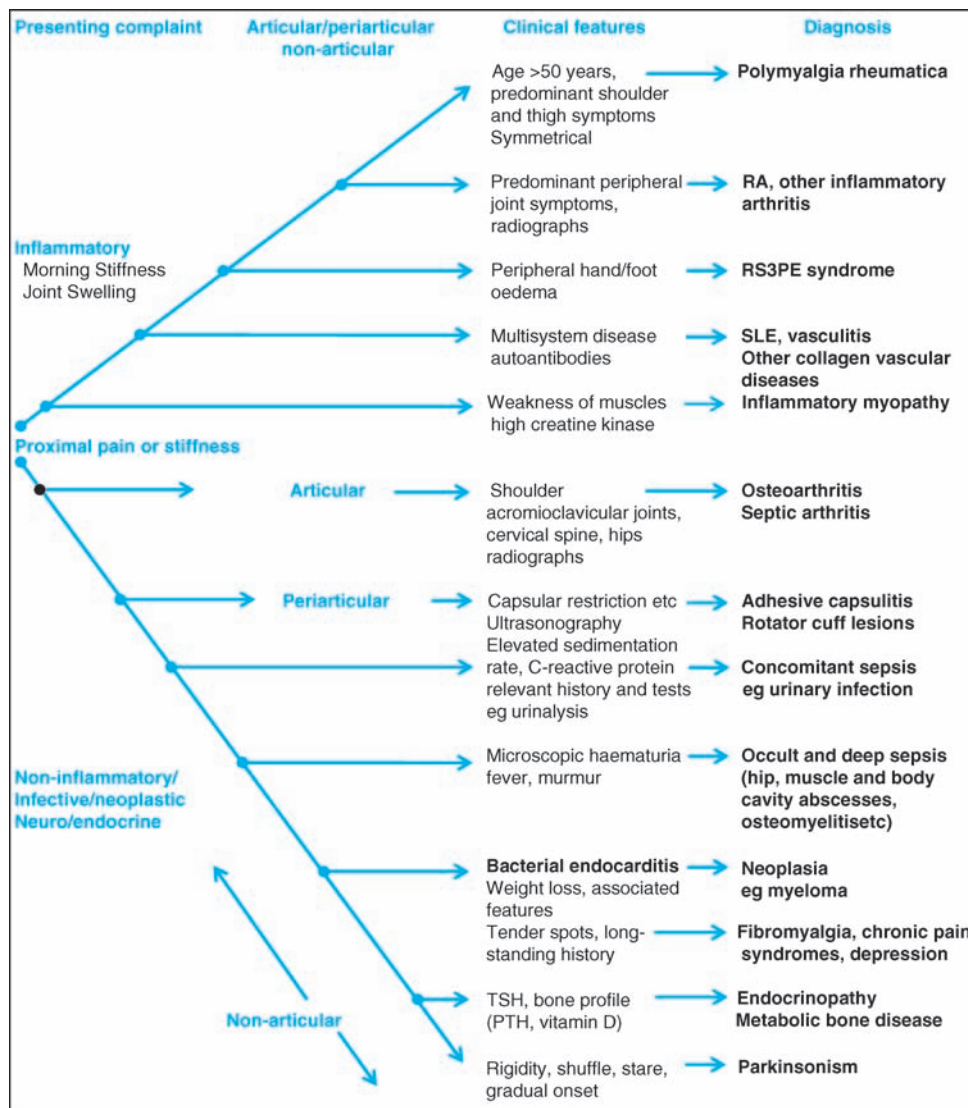 Presenting complaint
Articular/periarticular
non-articular
Clinical features
Diagnosis
Age >50 years,
predominant shoulder
and thigh symptoms
Symmetrical
Polymyalgia rheumatica
Predominant peripheral
joint symptoms,
radiographs
RA, other inflammatory
arthritis
Inflammatory
Morning Stiffness
Joint Swelling
Peripheral hand/foot
oedema
RS3PE syndrome
Multisystem disease
autoantibodies
SLE, vasculitis
Other collagen vascular
diseases
Weakness of muscles
high creatine kinase
Inflammatory myopathy
Proximal pain or stiffness
Articular
Shoulder
acromioclavicular joints,
cervical spine, hips
radiographs
Osteoarthritis
Septic arthritis
Periarticular
Capsular restriction etc
Ultrasonography
Adhesive capsulitis
Rotator cuff lesions
Elevated sedimentation
rate, C-reactive protein
relevant history and tests
eg urinalysis
Concomitant sepsis
eg urinary infection
Non-inflammatory/
Infective/neoplastic
Neuro/endocrine
Microscopic haematuria
fever, murmur
Occult and deep sepsis
(hip, muscle and body
cavity abscesses,
osteomyelitisetc)
Bacterial endocarditis
Weight loss, associated
features
Neoplasia
eg myeloma
Tender spots, long-
standing history
Fibromyalgia, chronic pain
syndromes, depression
Non-articular
TSH, bone profile
(PTH, vitamin D)
Endocrinopathy
Metabolic bone disease
Rigidity, shuffle, stare,
gradual onset
Parkinsonism